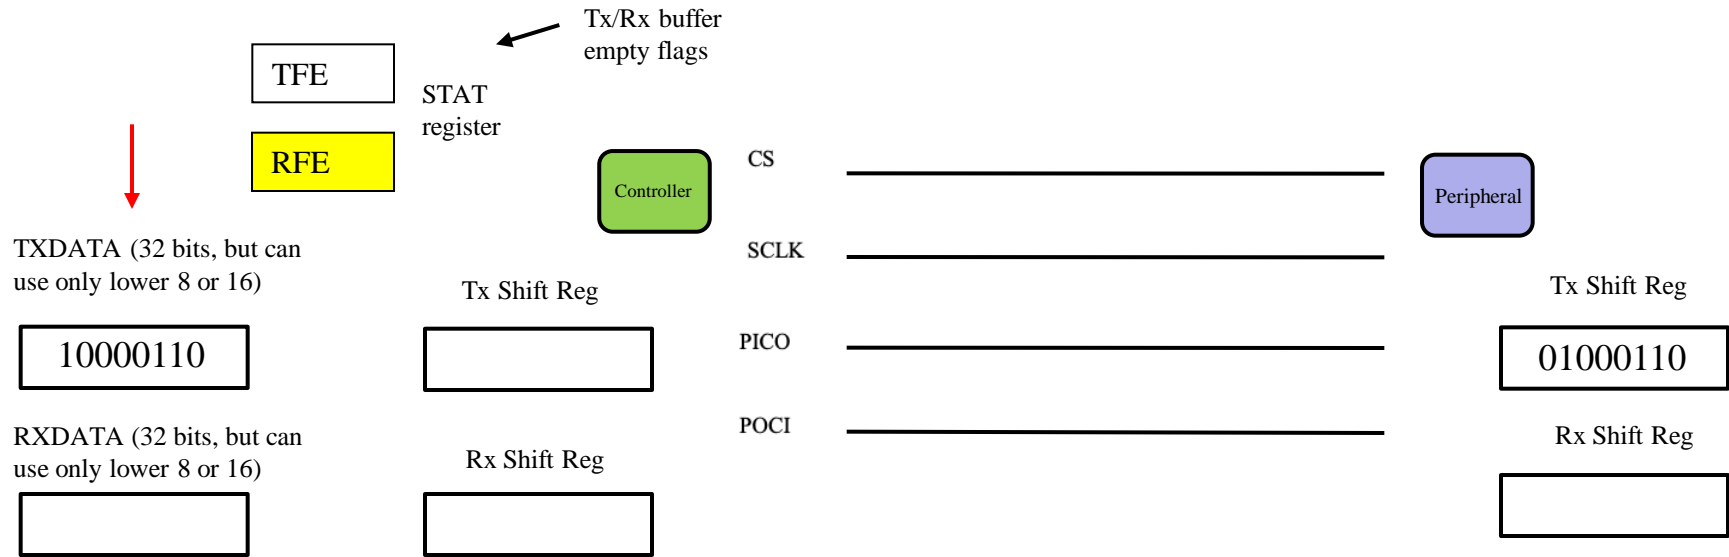 Tx/Rx buffer
empty flags
TFE
STAT
register
RFE
CS
Controller
Peripheral
TXDATA (32 bits, but can
use only lower 8 or 16)
SCLK
Tx Shift Reg
Tx Shift Reg
10000110
PICO
01000110
RXDATA (32 bits, but can
use only lower 8 or 16)
POCI
Rx Shift Reg
Rx Shift Reg